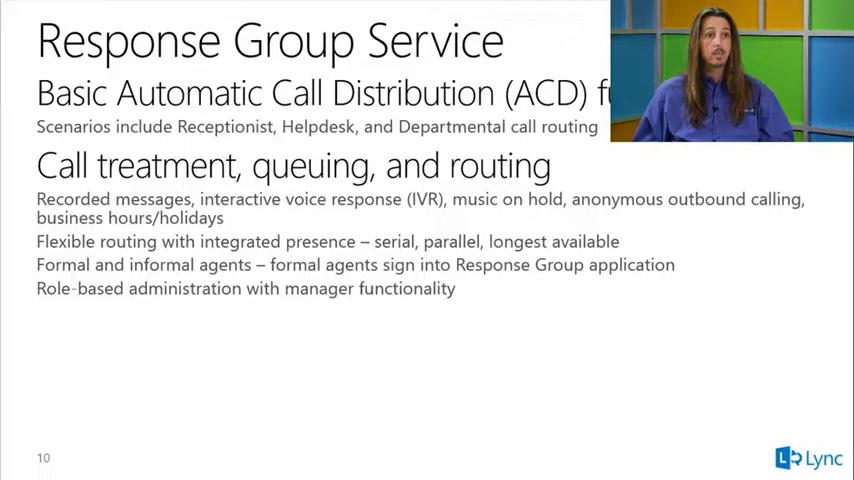 Response Group Service
Basic Automatic Call Distribution (ACD)
Scenarios include Receptionist, Helpdesk, and Departmental call routing
Call treatment, queuing, and routing
Recorded messages, interactive voice response (IVR), music on hold, anonymous outbound calling,
business hours/holidays
Flexible routing with integrated presence – serial, parallel, longest available
Formal and informal agents – formal agents sign into Response Group application
Role-based administration with manager functionality
10
Lync